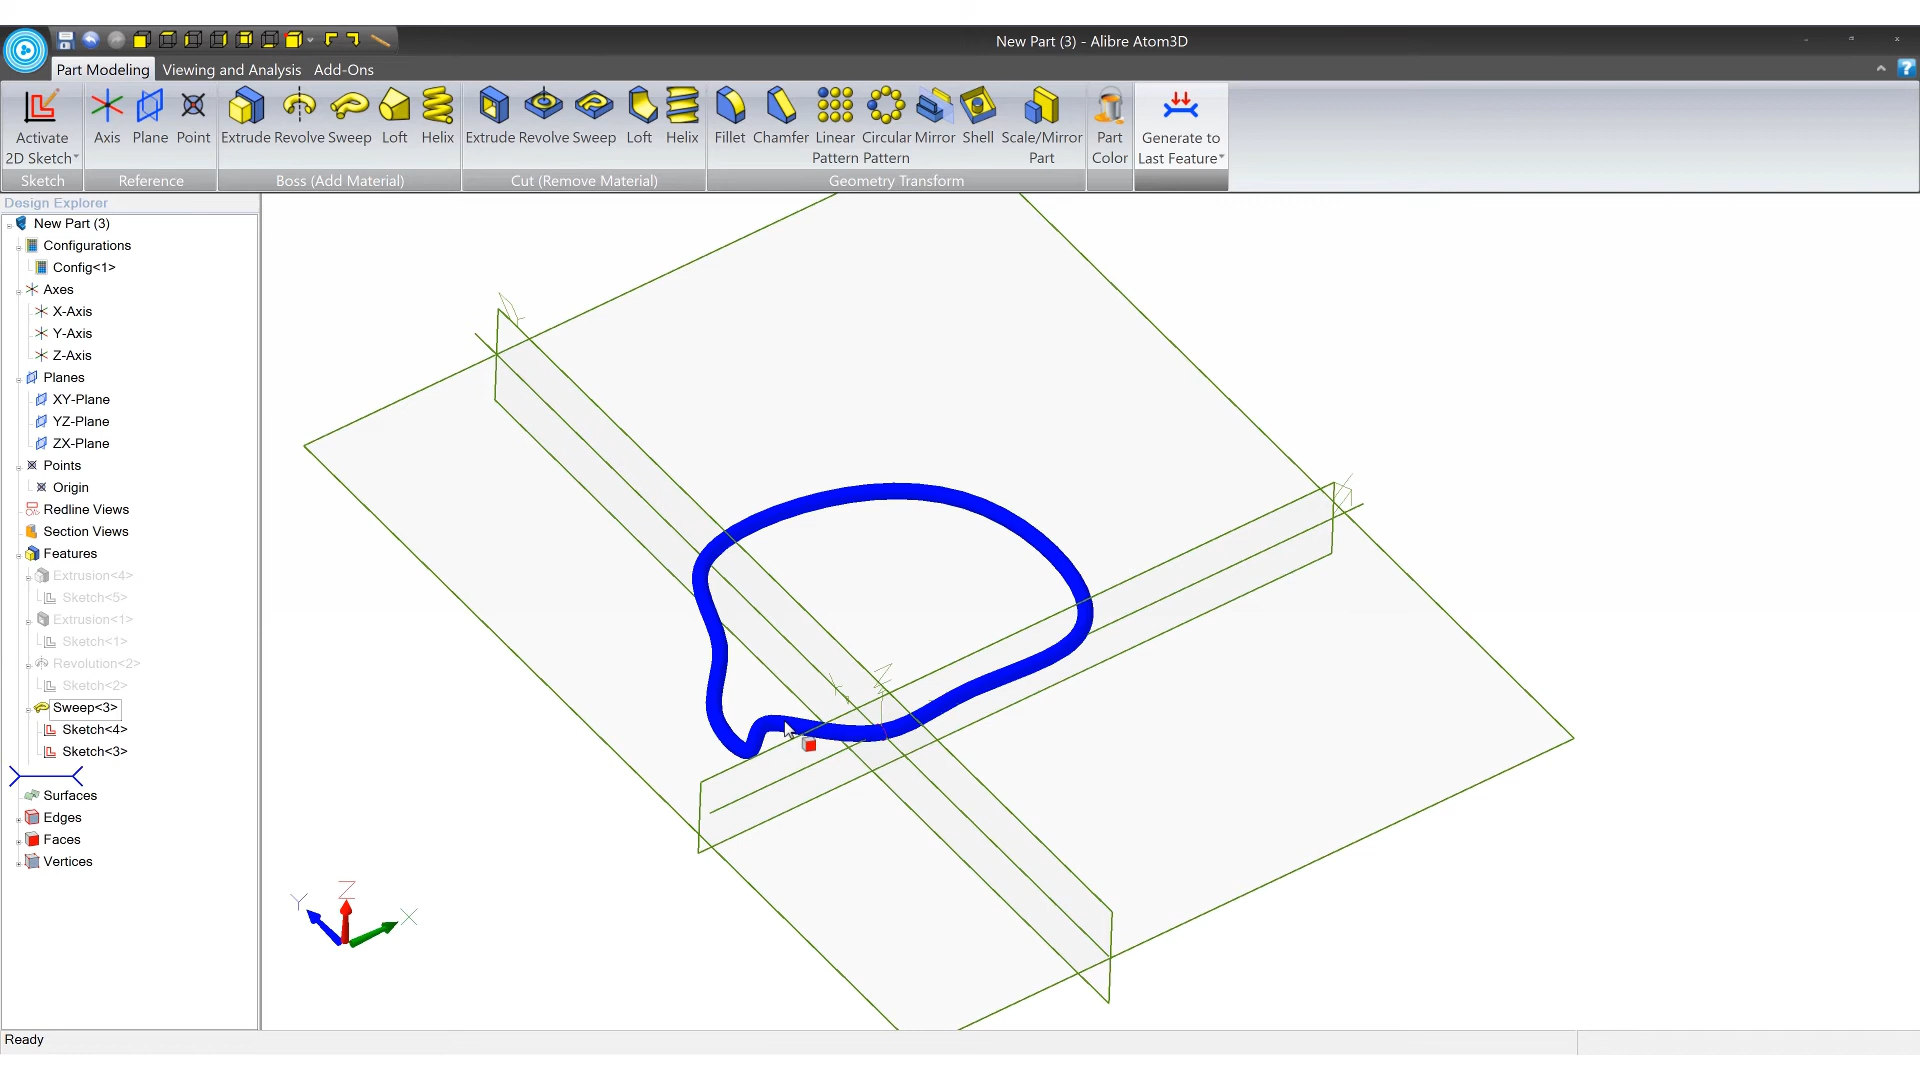 New Part (3) - Alibre Atom3D
Part Modeling Viewing and Analysis Add-Ons
Activate 2D Sketch
Axis Plane Point
Extrude Revolve Sweep Loft Helix
Extrude Revolve Sweep Loft Helix
Fillet Chamfer Linear Pattern Circular Pattern Mirror Shell Scale/Mirror Part
Part Color
Generate to Last Feature
Sketch Reference Boss (Add Material) Cut (Remove Material) Geometry Transform
Design Explorer
New Part (3)
Configurations
Config<1>
Axes
X-Axis
Y-Axis
Z-Axis
Planes
XY-Plane
YZ-Plane
ZX-Plane
Points
Origin
Redline Views
Section Views
Features
Extrusion<4>
Sketch<5>
Extrusion<1>
Sketch<1>
Revolution<2>
Sketch<2>
Sweep<3>
Sketch<4>
Sketch<3>
Surfaces
Edges
Faces
Vertices
Z
Y
X
Ready